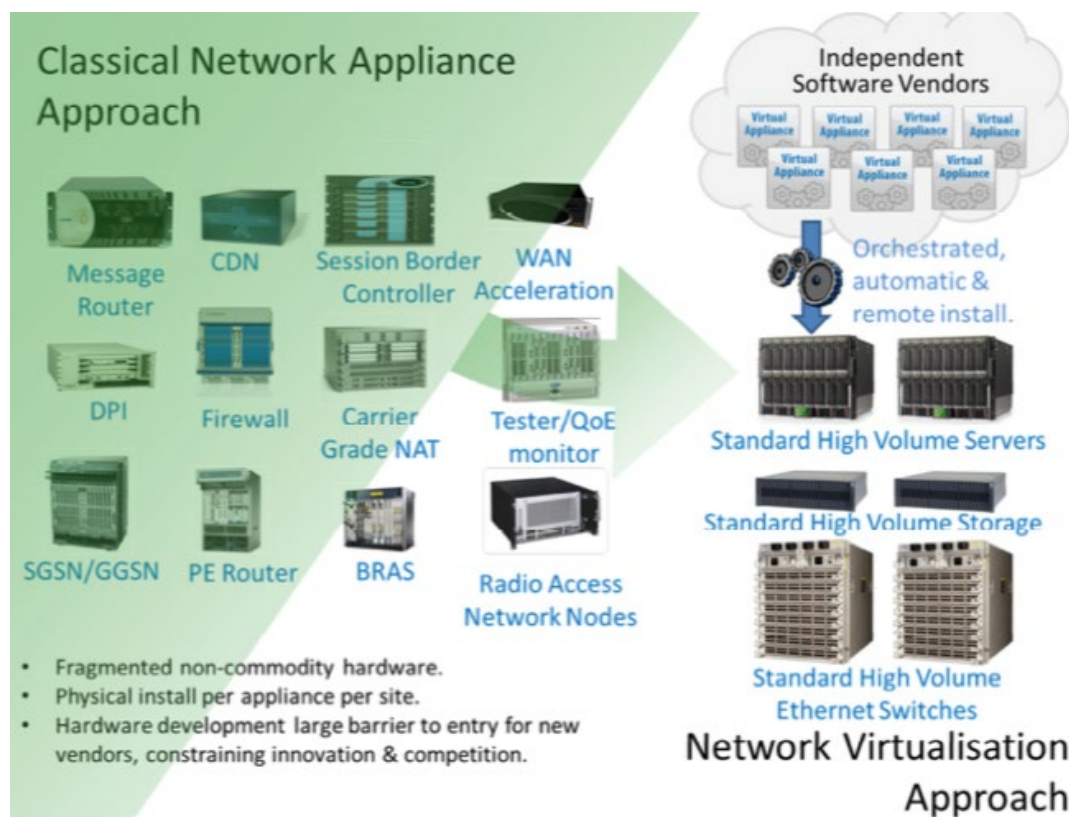 Classical Network Appliance
Approach
Independent
Software Vendors
Virtual
Appliance
Virtual
Appliance
Virtual
Appliance
Virtual
Appliance
Virtual
Appliance
Virtual
Appliance
Virtual
Appliance
Orchestrated,
automatic &
remote install.
Message
Router
CDN
Session Border
Controller
WAN
Acceleration
DPI
Firewall
Carrier
Grade NAT
Tester/QoE
monitor
SGSN/GGSN
PE Router
BRAS
Radio Access
Network Nodes
Standard High Volume Servers
Standard High Volume Storage
Standard High Volume
Ethernet Switches
• Fragmented non-commodity hardware.
• Physical install per appliance per site.
• Hardware development large barrier to entry for new
vendors, constraining innovation & competition.
Network Virtualisation
Approach